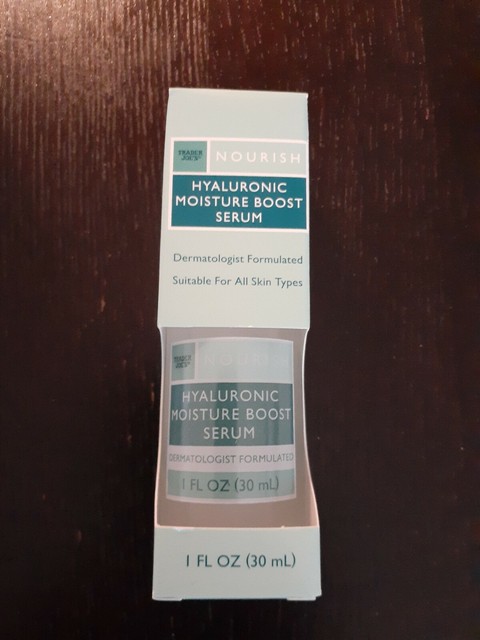 TRADER
JOE'S
NOURISH
HYALURONIC
MOISTURE BOOST
SERUM
Dermatologist Formulated
Suitable For All Skin Types
TRADER
JOE'S
NOURISH
HYALURONIC
MOISTURE BOOST
SERUM
DERMATOLOGIST FORMULATED
1 FL OZ (30 mL)
1 FL OZ (30 mL)